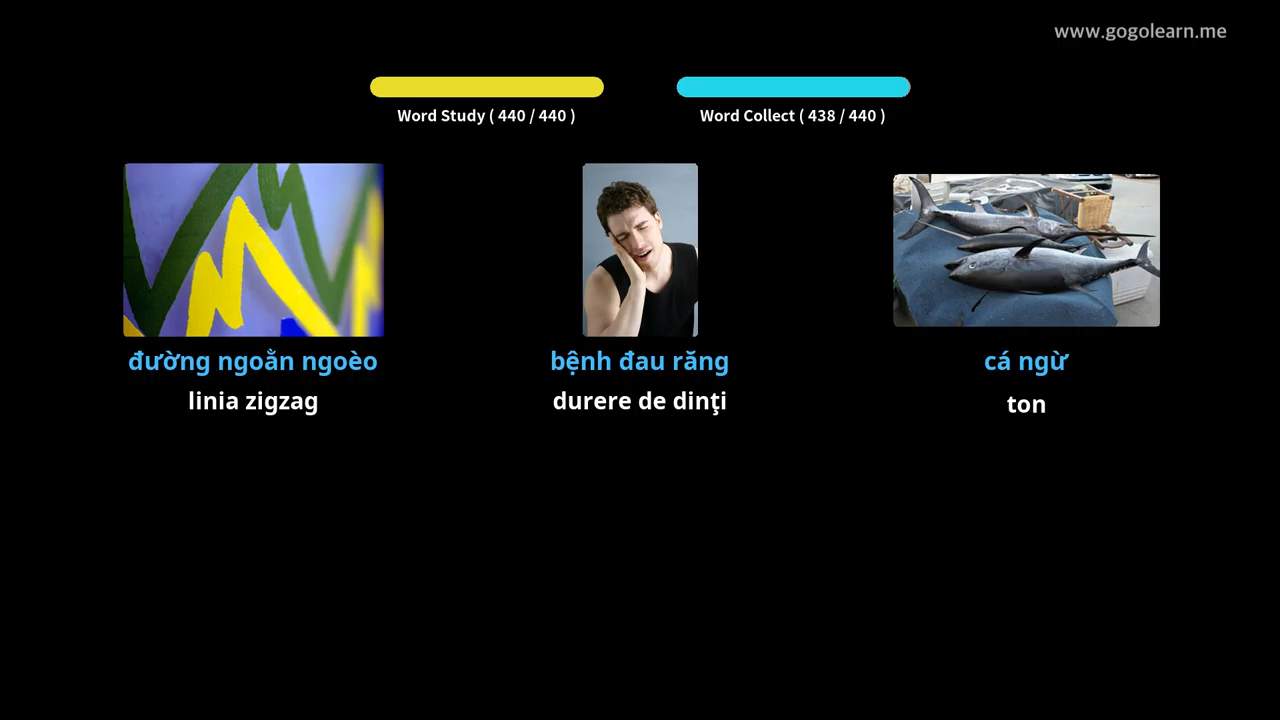 www.gogolearn.me
Word Study ( 440 / 440 )
Word Collect ( 438 / 440 )
đường ngoằn ngoèo
linia zigzag
bệnh đau răng
durere de dinţi
cá ngừ
ton